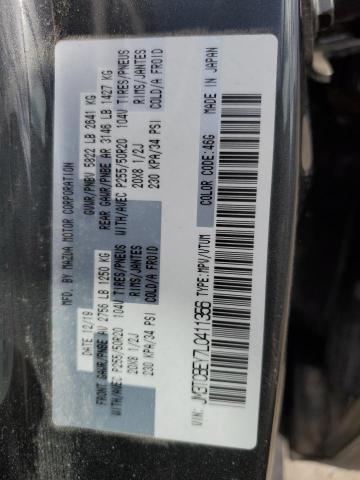 MFD. BY MAZDA MOTOR CORPORATION
DATE 12/19 GVWR/PNBV 5822 LB 2641 KG
FRONT GAWR/PNBE AV 2756 LB 1250 KG REAR GAWR/PNBE AR 3146 LB 1427 KG
WITH/AVEC P255/50R20 104V TIRES/PNEUS WITH/AVEC P255/50R20 104V TIRES/PNEUS
20X8 1/2J RIMS/JANTES 20X8 1/2J RIMS/JANTES
230 KPA/34 PSI COLD/A FROID 230 KPA/34 PSI COLD/A FROID
VIN: JM3TCBEY7L0411366 TYPE:MPV/VTUM COLOR CODE:46G MADE IN JAPAN